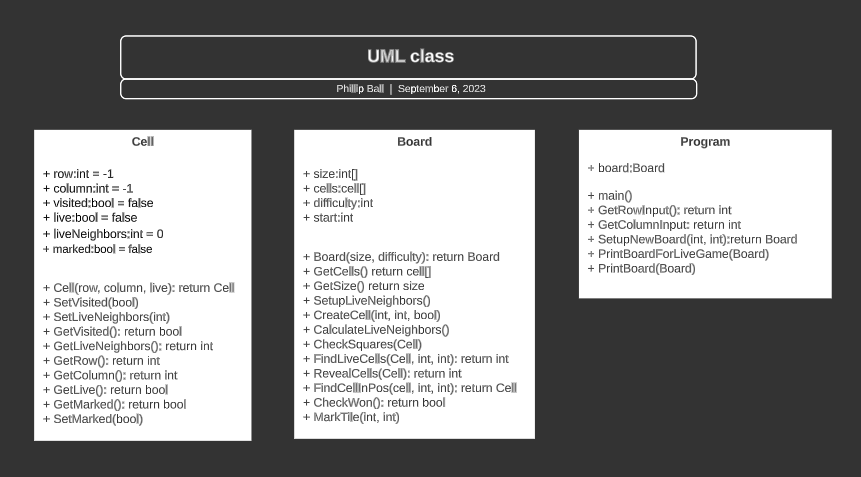 UML class
Phillip Ball | September 6, 2023
Cell
+ row:int = -1
+ column:int = -1
+ visited:bool = false
+ live:bool = false
+ liveNeighbors:int = 0
+ marked:bool = false
+ Cell(row, column, live): return Cell
+ SetVisited(bool)
+ SetLiveNeighbors(int)
+ GetVisited(): return bool
+ GetLiveNeighbors(): return int
+ GetRow(): return int
+ GetColumn(): return int
+ GetLive(): return bool
+ GetMarked(): return bool
+ SetMarked(bool)
Board
+ size:int[]
+ cells:cell[]
+ difficulty:int
+ start:int
+ Board(size, difficulty): return Board
+ GetCells() return cell[]
+ GetSize() return size
+ SetupLiveNeighbors()
+ CreateCell(int, int, bool)
+ CalculateLiveNeighbors()
+ CheckSquares(Cell)
+ FindLiveCells(Cell, int, int): return int
+ RevealCells(Cell): return int
+ FindCellInPos(cell, int, int): return Cell
+ CheckWon(): return bool
+ MarkTile(int, int)
Program
+ board:Board
+ main()
+ GetRowInput(): return int
+ GetColumnInput: return int
+ SetupNewBoard(int, int):return Board
+ PrintBoardForLiveGame(Board)
+ PrintBoard(Board)